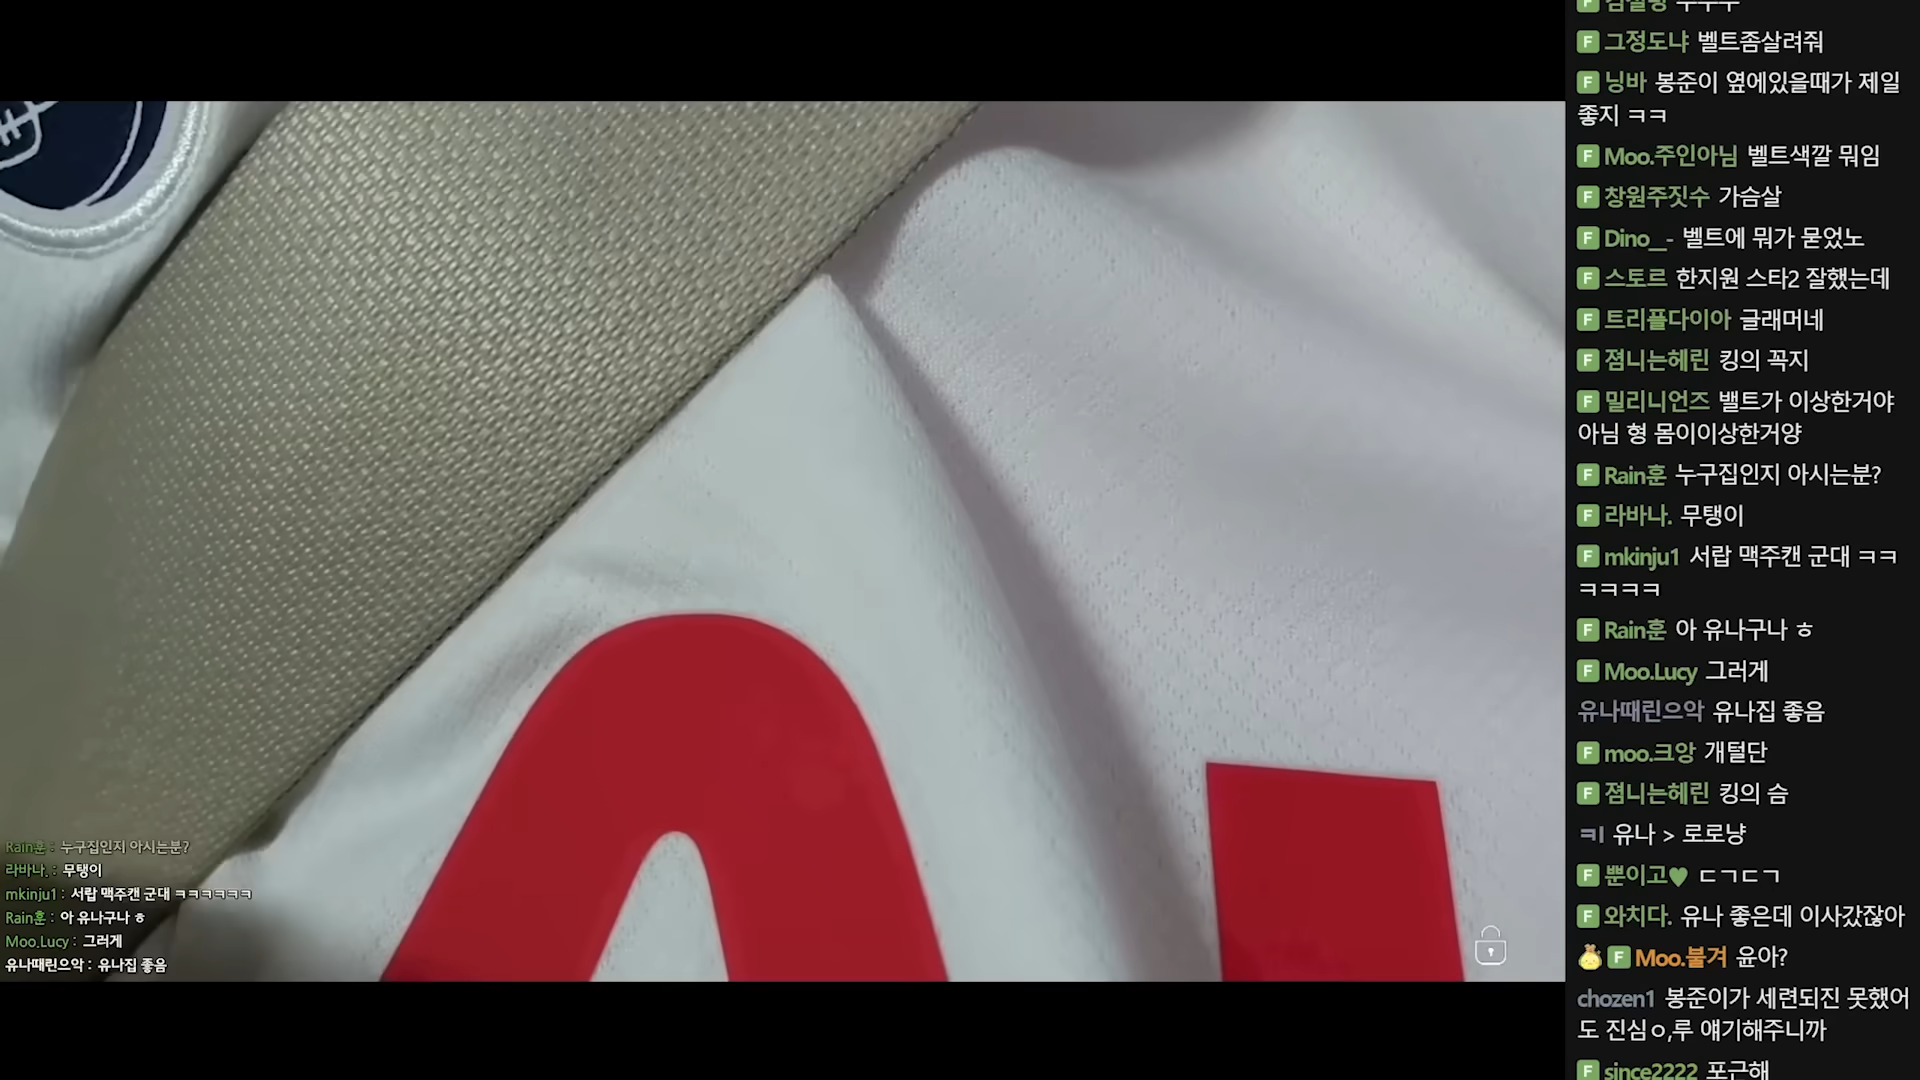 F 그정도냐 벨트좀살려줘
F 닝바 봉준이 옆에있을때가 제일
좋지 ㅋㅋ
F Moo.주인아님 벨트색깔 뭐임
F 창원주짓수 가슴살
F Dino__- 벨트에 뭐가 묻었노
F 스토르 한지원 스타2 잘했는데
F 트리플다이아 글래머네
F 졈니는헤린 킹의 꼭지
F 밀리니언즈 밸트가 이상한거야
아님 형 몸이이상한거양
F Rain훈 누구집인지 아시는분?
F 라바나. 무탱이
F mkinju1 서랍 맥주캔 군대 ㅋㅋ
ㅋㅋㅋㅋ
F Rain훈 아 유나구나 ㅎ
F Moo.Lucy 그러게
유나때린으악 유나집 좋음
F moo.크앙 개털단
F 졈니는헤린 킹의 슴
ㅋI 유나 > 로로냥
F 뿐이고♥ ㄷㄱㄷㄱ
F 와치다. 유나 좋은데 이사갔잖아
F Moo.불겨 윤아?
chozen1 봉준이가 세련되진 못했어
도 진심ㅇ,루 얘기해주니까
F since2222 포근해
Rain훈 : 누구집인지 아시는분?
라바나. : 무탱이
mkinju1 : 서랍 맥주캔 군대 ㅋㅋㅋㅋㅋㅋ
Rain훈 : 아 유나구나 ㅎ
Moo.Lucy : 그러게
유나때린으악 : 유나집 좋음